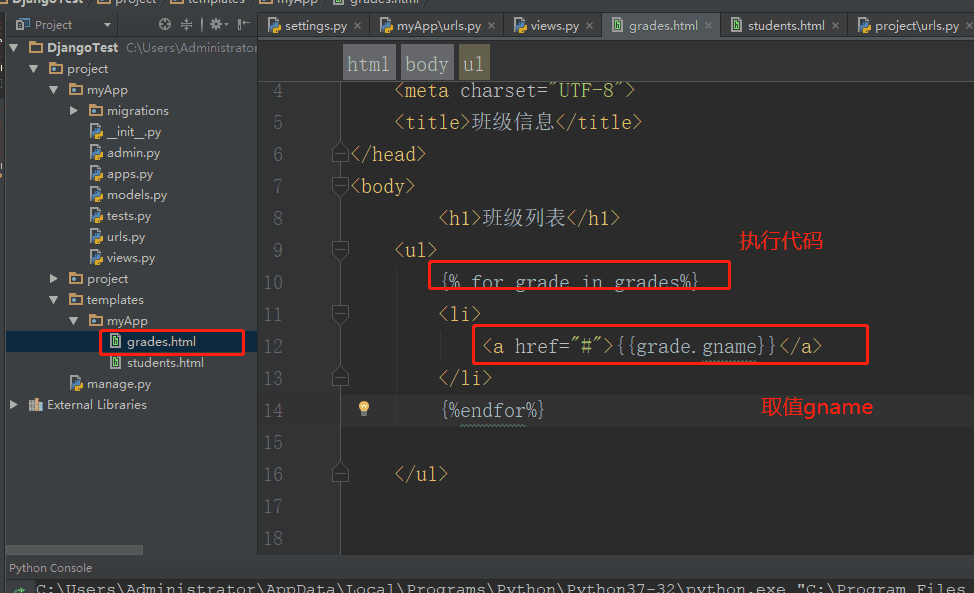 DjangoTest project templates myApp grades.html
Project
settings.py myApp\urls.py views.py grades.html students.html project\urls.py
DjangoTest C:\Users\Administrator
project
myApp
migrations
__init__.py
admin.py
apps.py
models.py
tests.py
urls.py
views.py
project
templates
myApp
grades.html
students.html
manage.py
External Libraries
html body ul
4 <meta charset="UTF-8">
5 <title>班级信息</title>
6 </head>
7 <body>
8 <h1>班级列表</h1>
执行代码
9 <ul>
10 {% for grade in grades%}
11 <li>
12 <a href="#">{{grade.gname}}</a>
13 </li>
取值gname
14 {%endfor%}
15
16 </ul>
17
18
Python Console
C:\Users\Administrator\AppData\Local\Programs\Python\Python37-32\python.exe "C:\Program Files